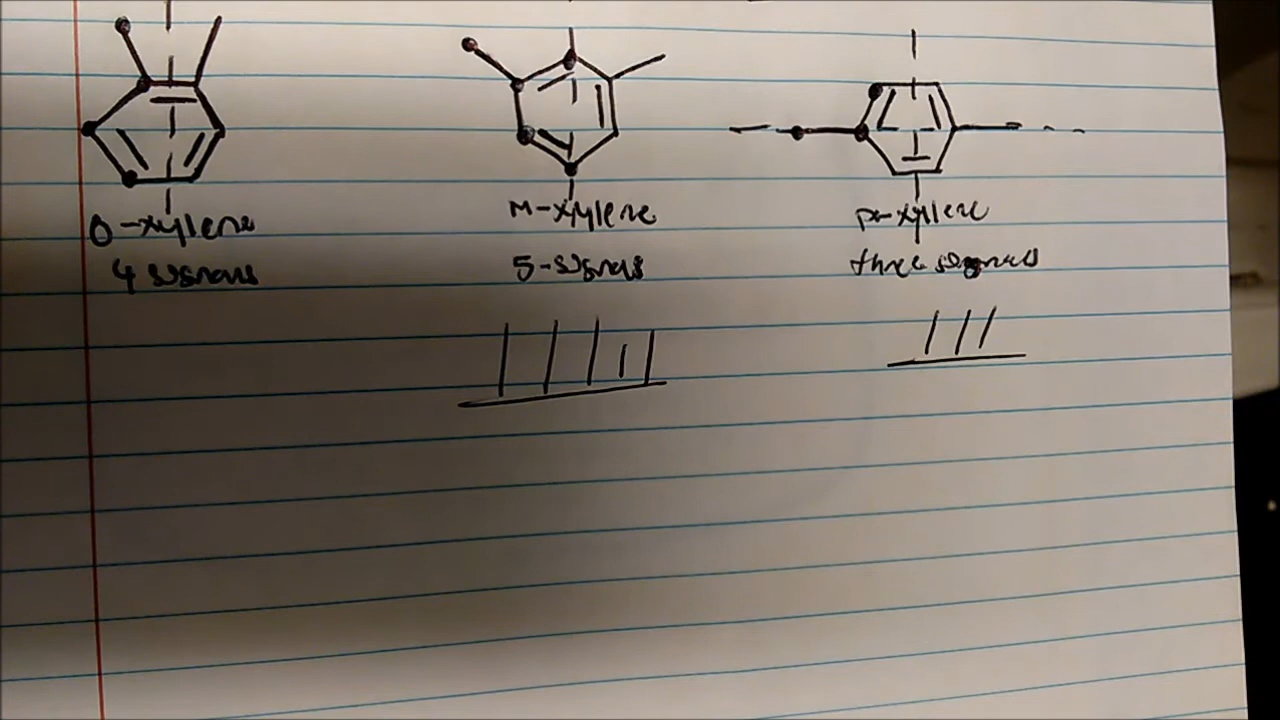 O-xylene
4 signals
M-xylene
5-signals
p-xylene
three signals